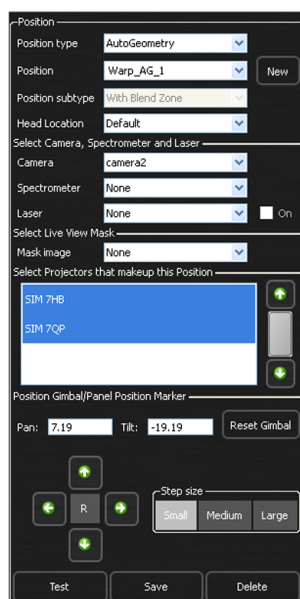 Position
Position type AutoGeometry
Position Warp_AG_1 New
Position subtype With Blend Zone
Head Location Default
Select Camera, Spectrometer and Laser
Camera camera2
Spectrometer None
Laser None On
Select Live View Mask
Mask image None
Select Projectors that makeup this Position
SIM 7HB
SIM 7QP
Position Gimbal/Panel Position Marker
Pan: 7.19 Tilt: -19.19 Reset Gimbal
Step size
R Small Medium Large
Test Save Delete